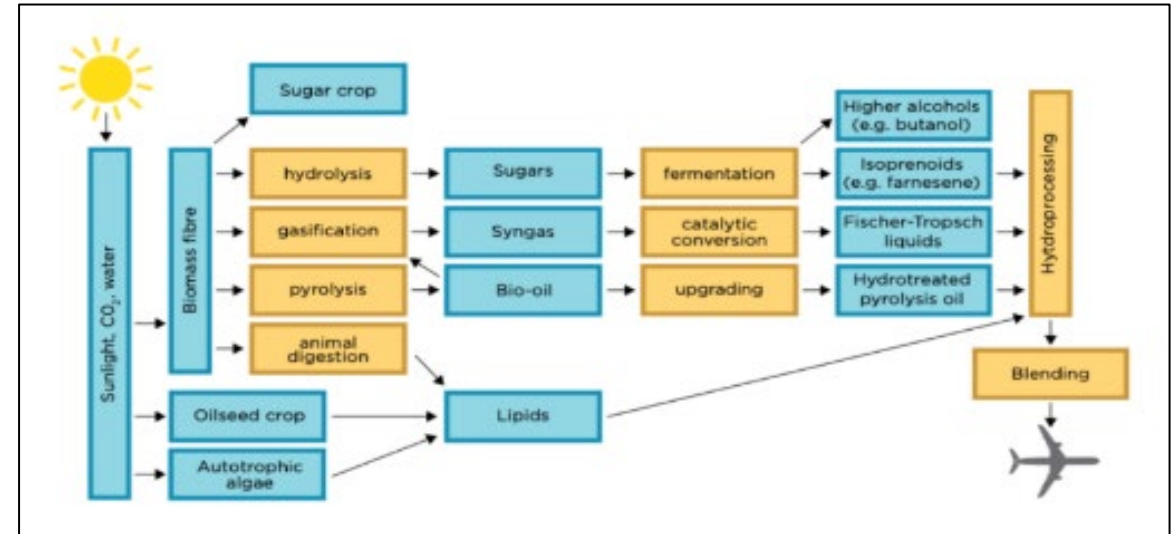 Sugar crop
Sunlight, CO₂, water
Biomass fibre
hydrolysis
gasification
pyrolysis
animal
digestion
Oilseed crop
Autotrophic
algae
Sugars
Syngas
Bio-oil
Lipids
fermentation
catalytic
conversion
upgrading
Higher alcohols
(e.g. butanol)
Isoprenoids
(e.g. farnesene)
Fischer-Tropsch
liquids
Hydrotreated
pyrolysis oil
Hytdroprocessing
Blending